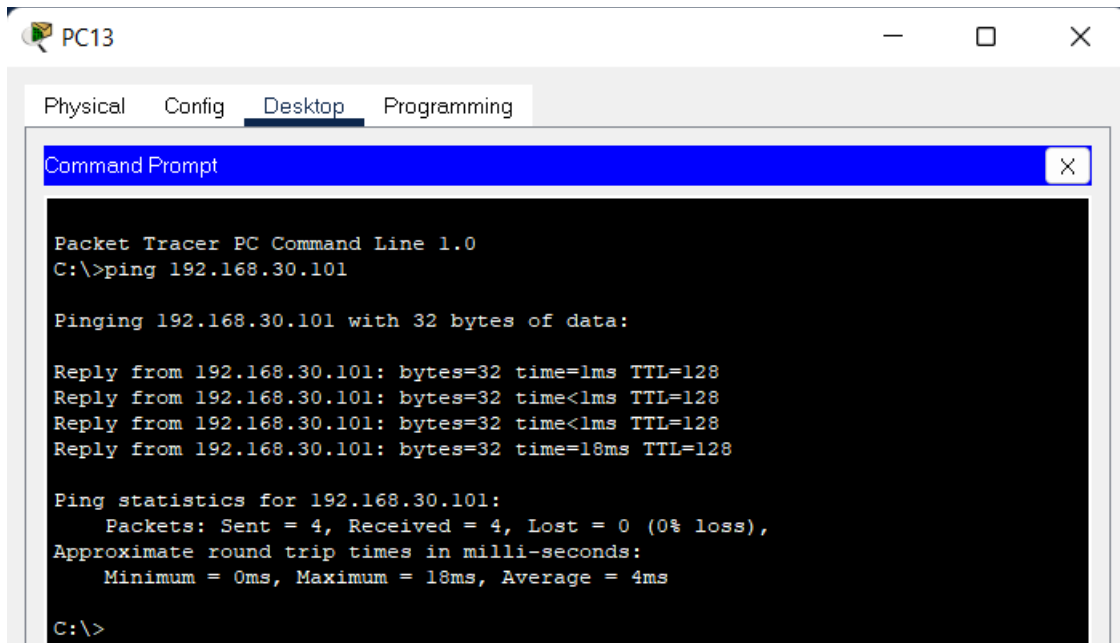 PC13
Physical Config Desktop Programming
Command Prompt
X
Packet Tracer PC Command Line 1.0
C:\>ping 192.168.30.101
Pinging 192.168.30.101 with 32 bytes of data:
Reply from 192.168.30.101: bytes=32 time=1ms TTL=128
Reply from 192.168.30.101: bytes=32 time<1ms TTL=128
Reply from 192.168.30.101: bytes=32 time<1ms TTL=128
Reply from 192.168.30.101: bytes=32 time=18ms TTL=128
Ping statistics for 192.168.30.101:
Packets: Sent = 4, Received = 4, Lost = 0 (0% loss),
Approximate round trip times in milli-seconds:
Minimum = 0ms, Maximum = 18ms, Average = 4ms
C:\>